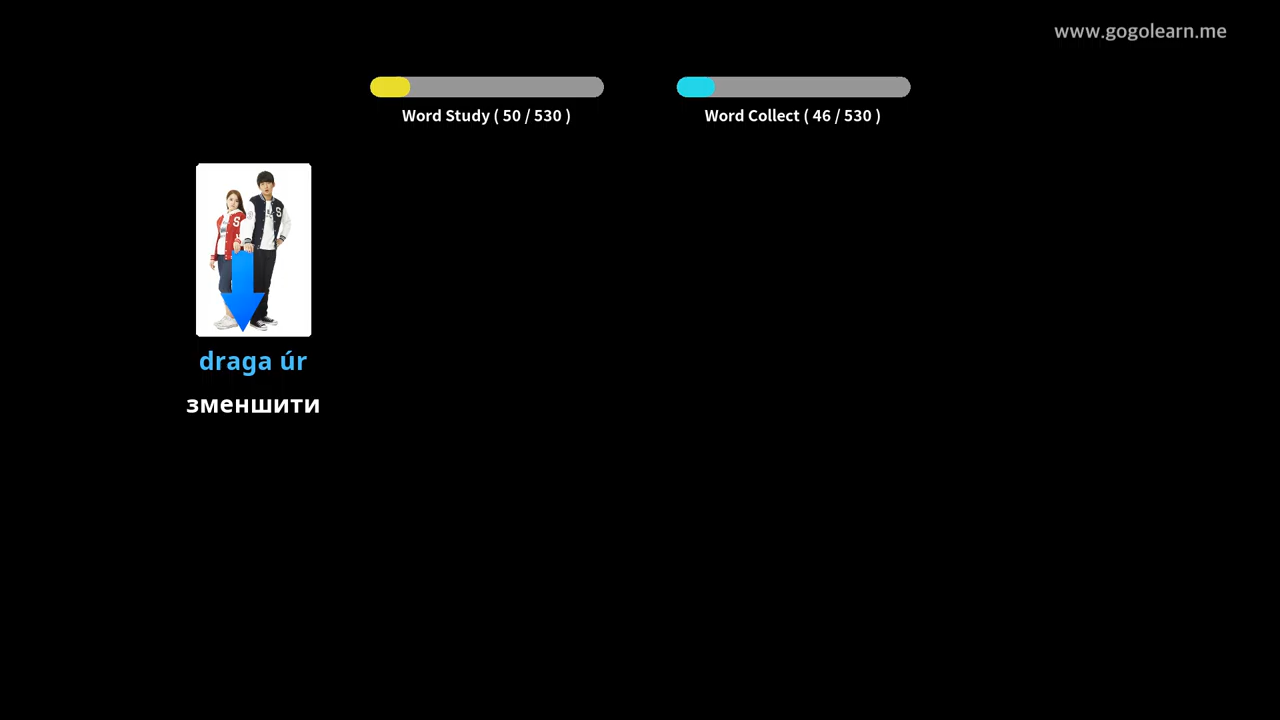 www.gogolearn.me
Word Study ( 50 / 530 )
Word Collect ( 46 / 530 )
S
S
draga úr
зменшити